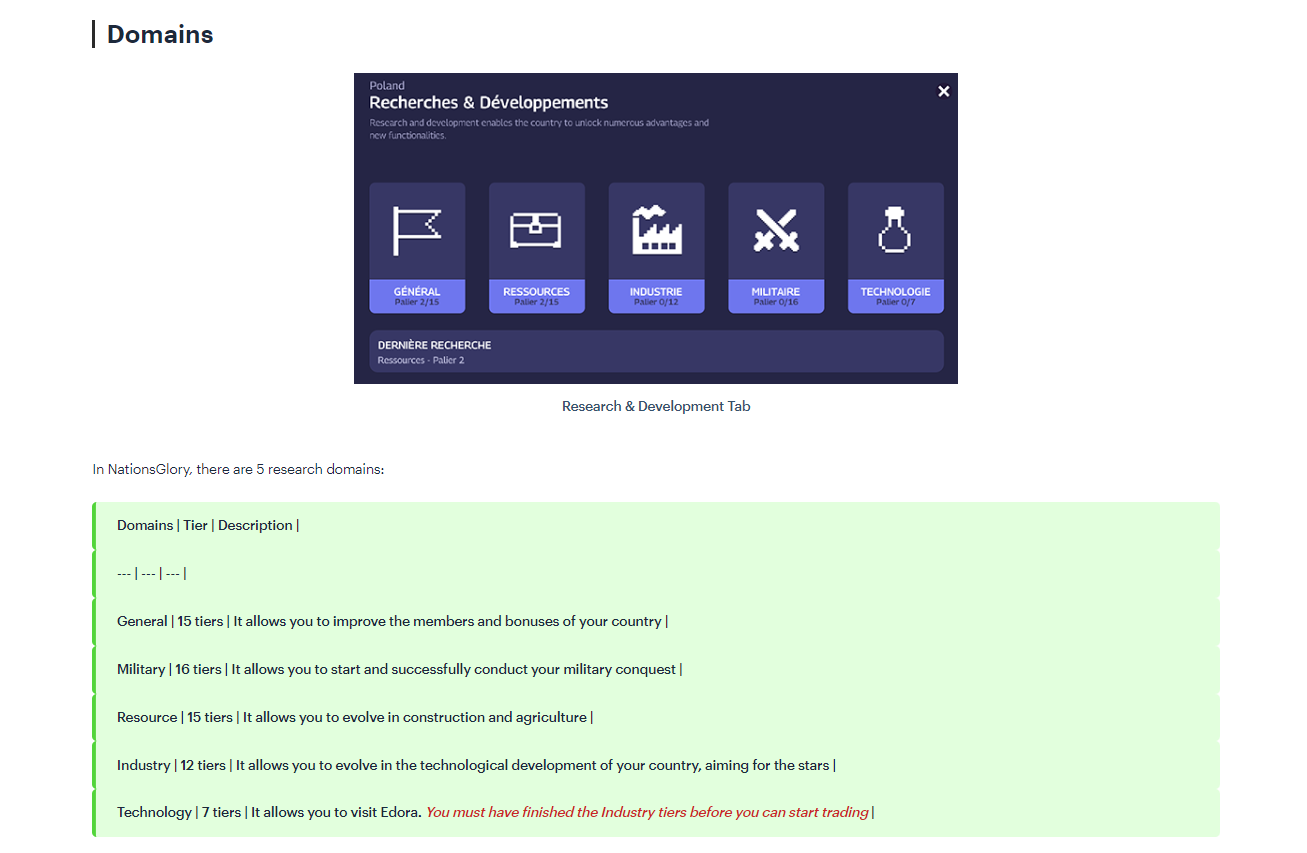 Domains
Poland
Recherches & Développements
Research and development enables the country to unlock numerous advantages and
new functionalities.
GÉNÉRAL
Palier 2/15
RESSOURCES
Palier 2/15
INDUSTRIE
Palier 0/12
MILITAIRE
Palier 0/16
TECHNOLOGIE
Palier 0/7
DERNIÈRE RECHERCHE
Ressources - Palier 2
Research & Development Tab
In NationsGlory, there are 5 research domains:
Domains | Tier | Description |
--- | --- | --- |
General | 15 tiers | It allows you to improve the members and bonuses of your country |
Military | 16 tiers | It allows you to start and successfully conduct your military conquest |
Resource | 15 tiers | It allows you to evolve in construction and agriculture |
Industry | 12 tiers | It allows you to evolve in the technological development of your country, aiming for the stars |
Technology | 7 tiers | It allows you to visit Edora. You must have finished the Industry tiers before you can start trading |